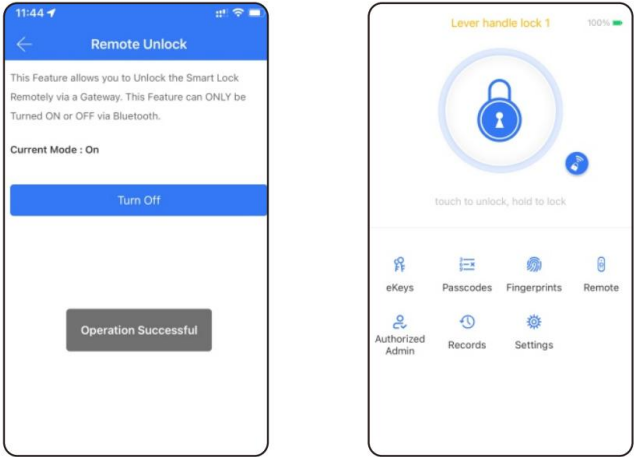 11:44
Remote Unlock
This Feature allows you to Unlock the Smart Lock
Remotely via a Gateway. This Feature can ONLY be
Turned ON or OFF via Bluetooth.
Current Mode : On
Turn Off
Operation Successful
Lever handle lock 1
100%
touch to unlock, hold to lock
eKeys
Passcodes
Fingerprints
Remote
Authorized
Admin
Records
Settings